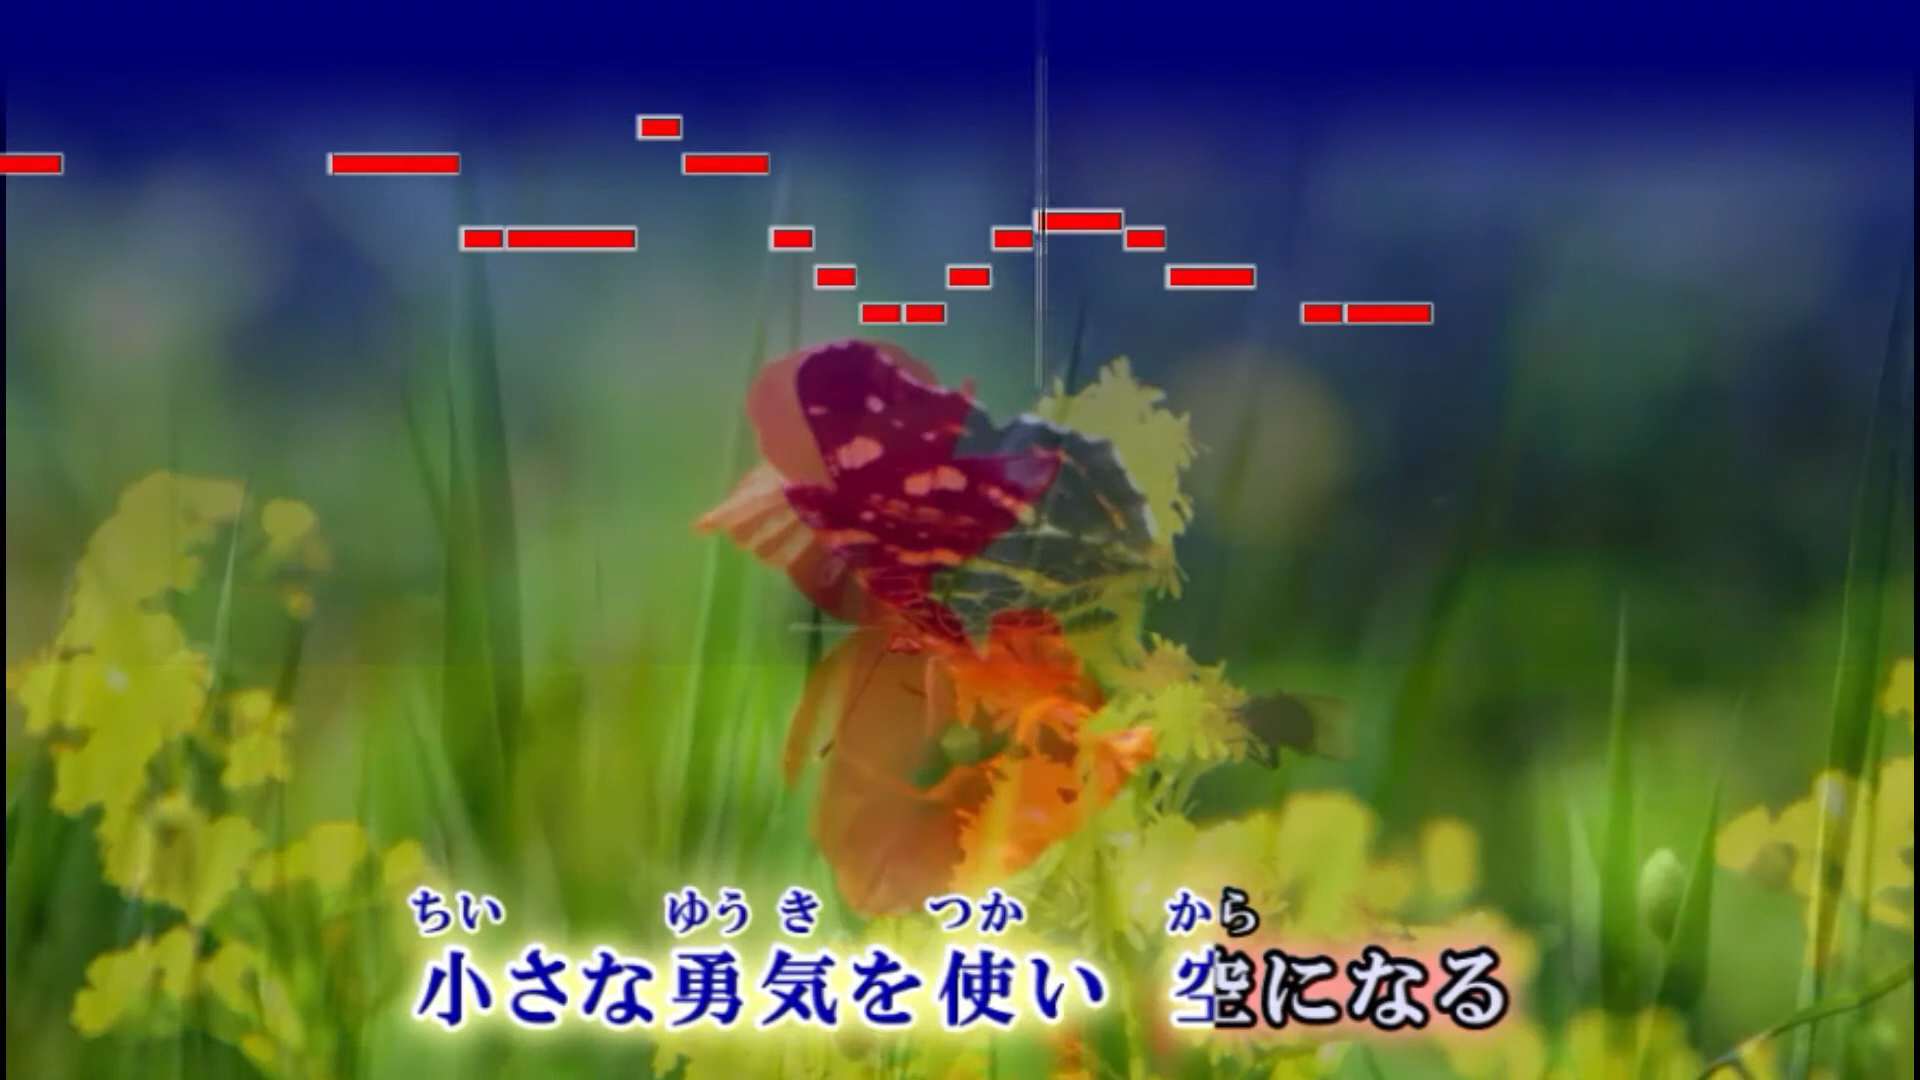 ちい ゆう き つか から
小さな勇気を使い 空になる